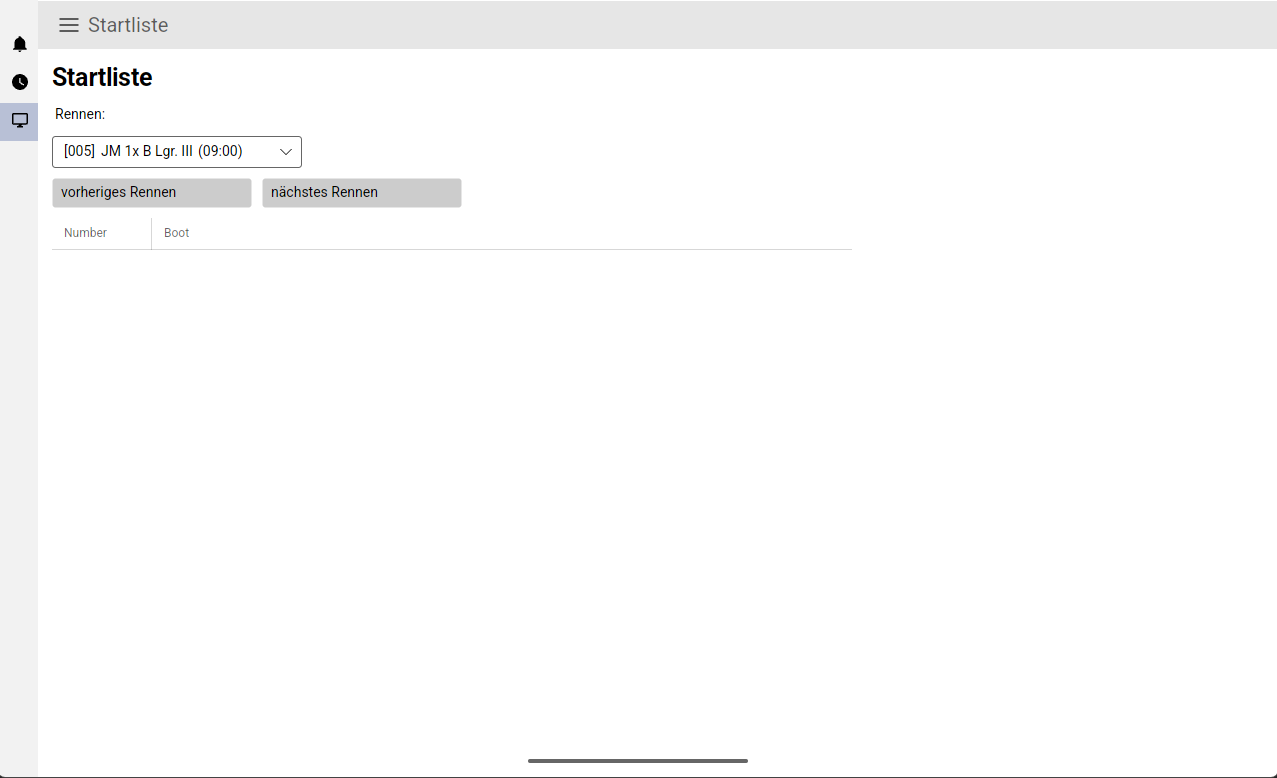 Startliste
Startliste
Rennen:
[005] JM 1x B Lgr. III (09:00)
vorheriges Rennen nächstes Rennen
Number Boot